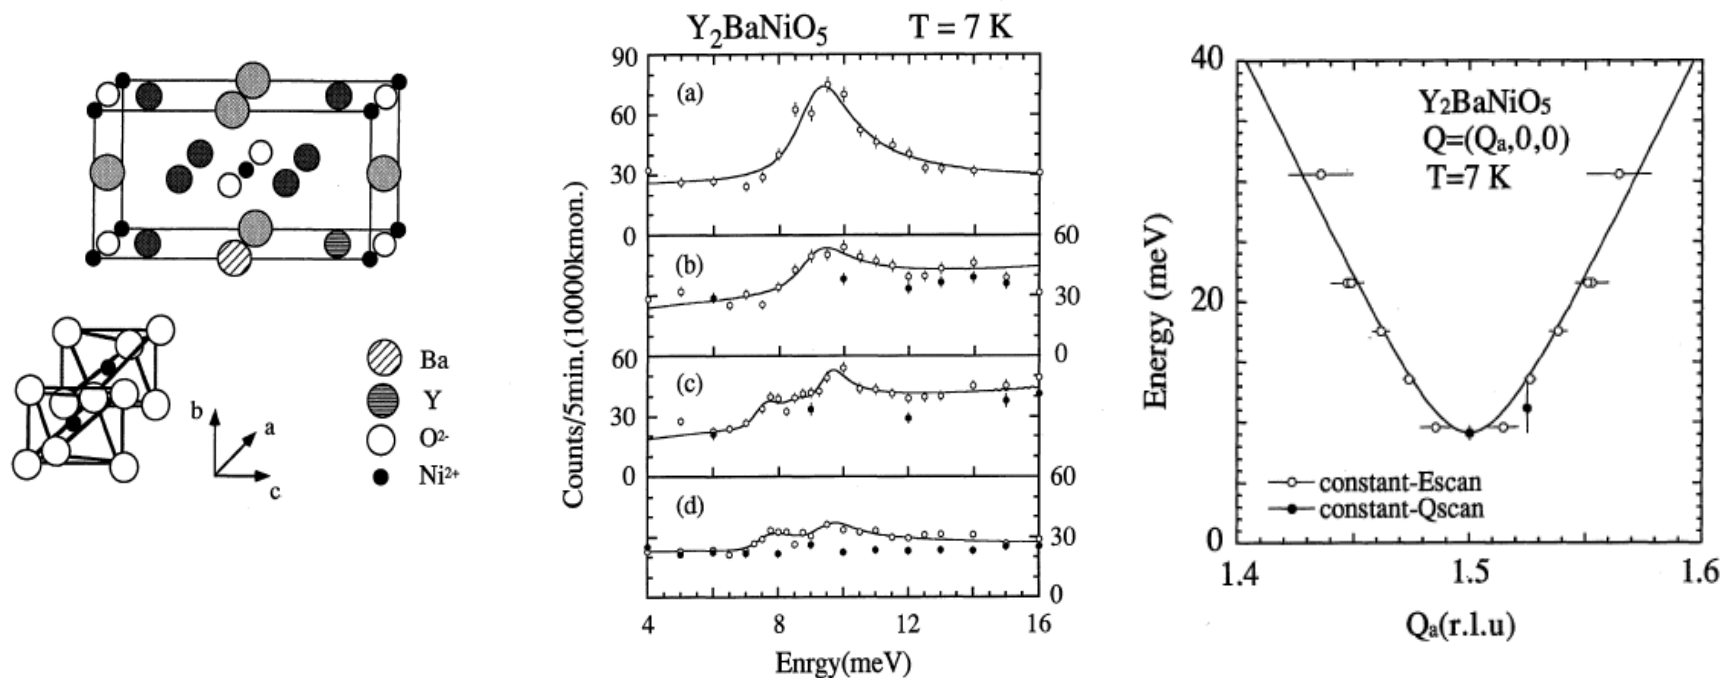 b
a
c
Ba
Y
O²⁻
Ni²⁺
Y₂BaNiO₅ T = 7 K
Counts/5min.(10000kmon.)
90
60
30
0
(a)
60
30
0
(b)
60
30
0
(c)
60
30
0
(d)
4 8 12 16
Enrgy(meV)
Energy (meV)
40
20
0
Y₂BaNiO₅
Q=(Qₐ,0,0)
T=7 K
constant-Escan
constant-Qscan
1.4 1.5 1.6
Qₐ(r.l.u)